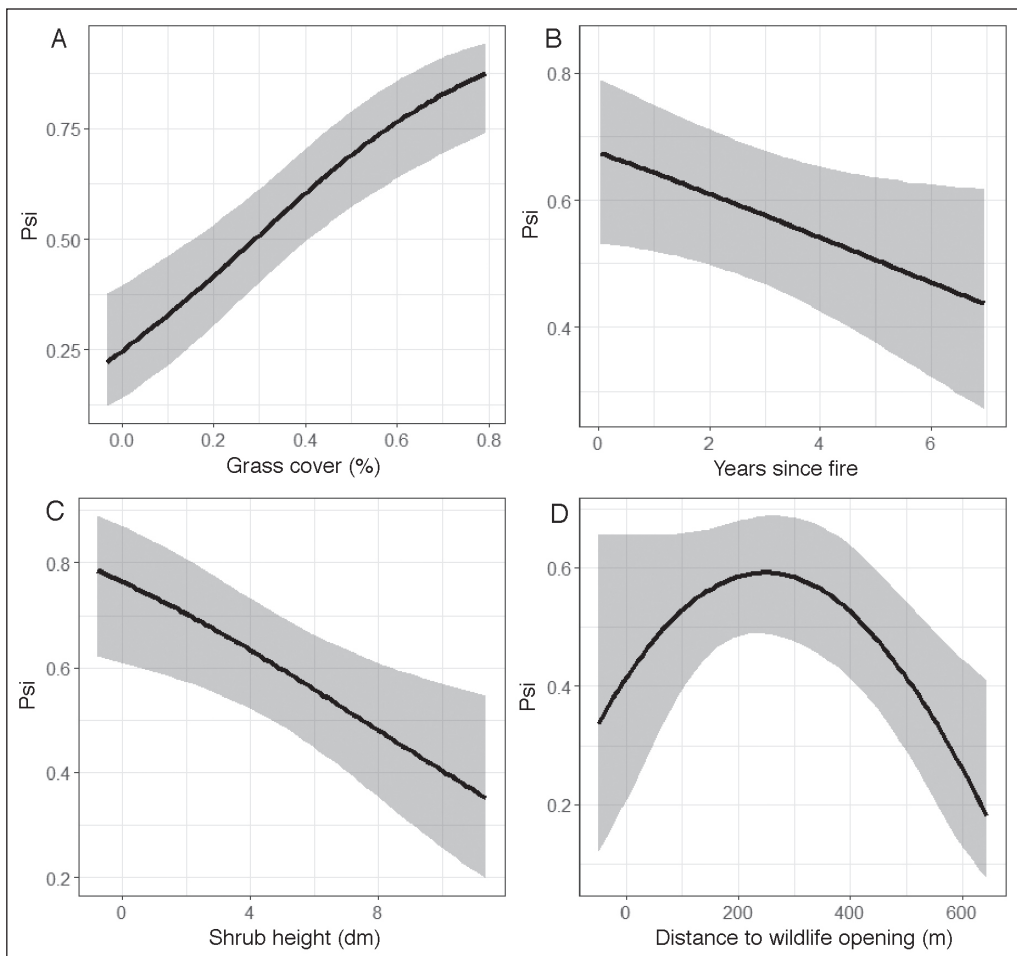 A
Psi
0.75
0.50
0.25
0.0 0.2 0.4 0.6 0.8
Grass cover (%)
B
Psi
0.8
0.6
0.4
0 2 4 6
Years since fire
C
Psi
0.8
0.6
0.4
0.2
0 4 8
Shrub height (dm)
D
Psi
0.6
0.4
0.2
0 200 400 600
Distance to wildlife opening (m)